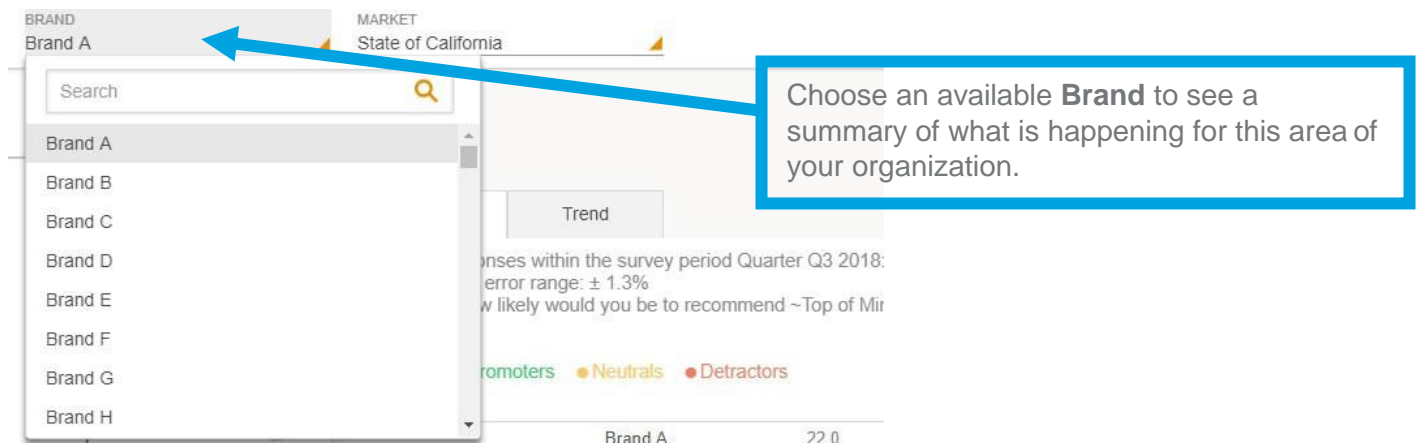 BRAND
Brand A
MARKET
State of California
Search
Brand A
Brand B
Brand C
Brand D
Brand E
Brand F
Brand G
Brand H
Choose an available Brand to see a
summary of what is happening for this area of
your organization.
Trend
within the survey period Quarter Q3 2018:
error range: ± 1.3%
likely would you be to recommend ~Top of
Neutrals
Detractors
Brand A 22.0